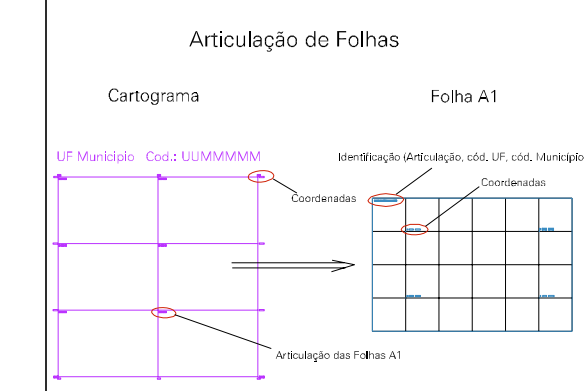 Articulação de Folhas
Cartograma
Folha A1
UF Municipio Cod.: UUMMMMM
Identificação (Articulação, cód. UF, cód. Município
Coordenadas
Coordenadas
Articulação das Folhas A1